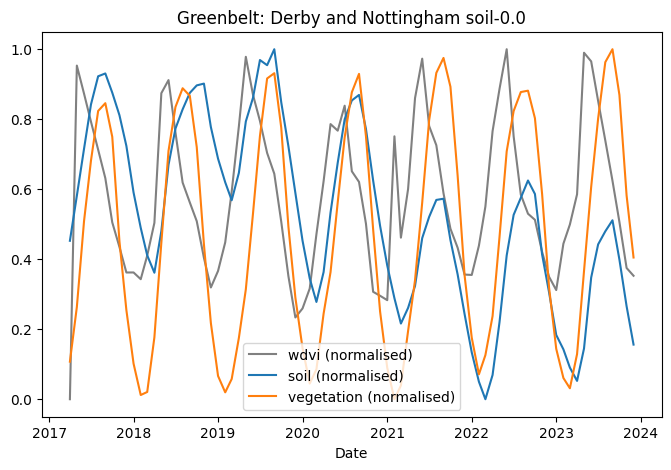 Greenbelt: Derby and Nottingham soil-0.0
1.0
0.8
0.6
0.4
0.2
0.0
wdvi (normalised)
soil (normalised)
vegetation (normalised)
2017 2018 2019 2020 2021 2022 2023 2024
Date